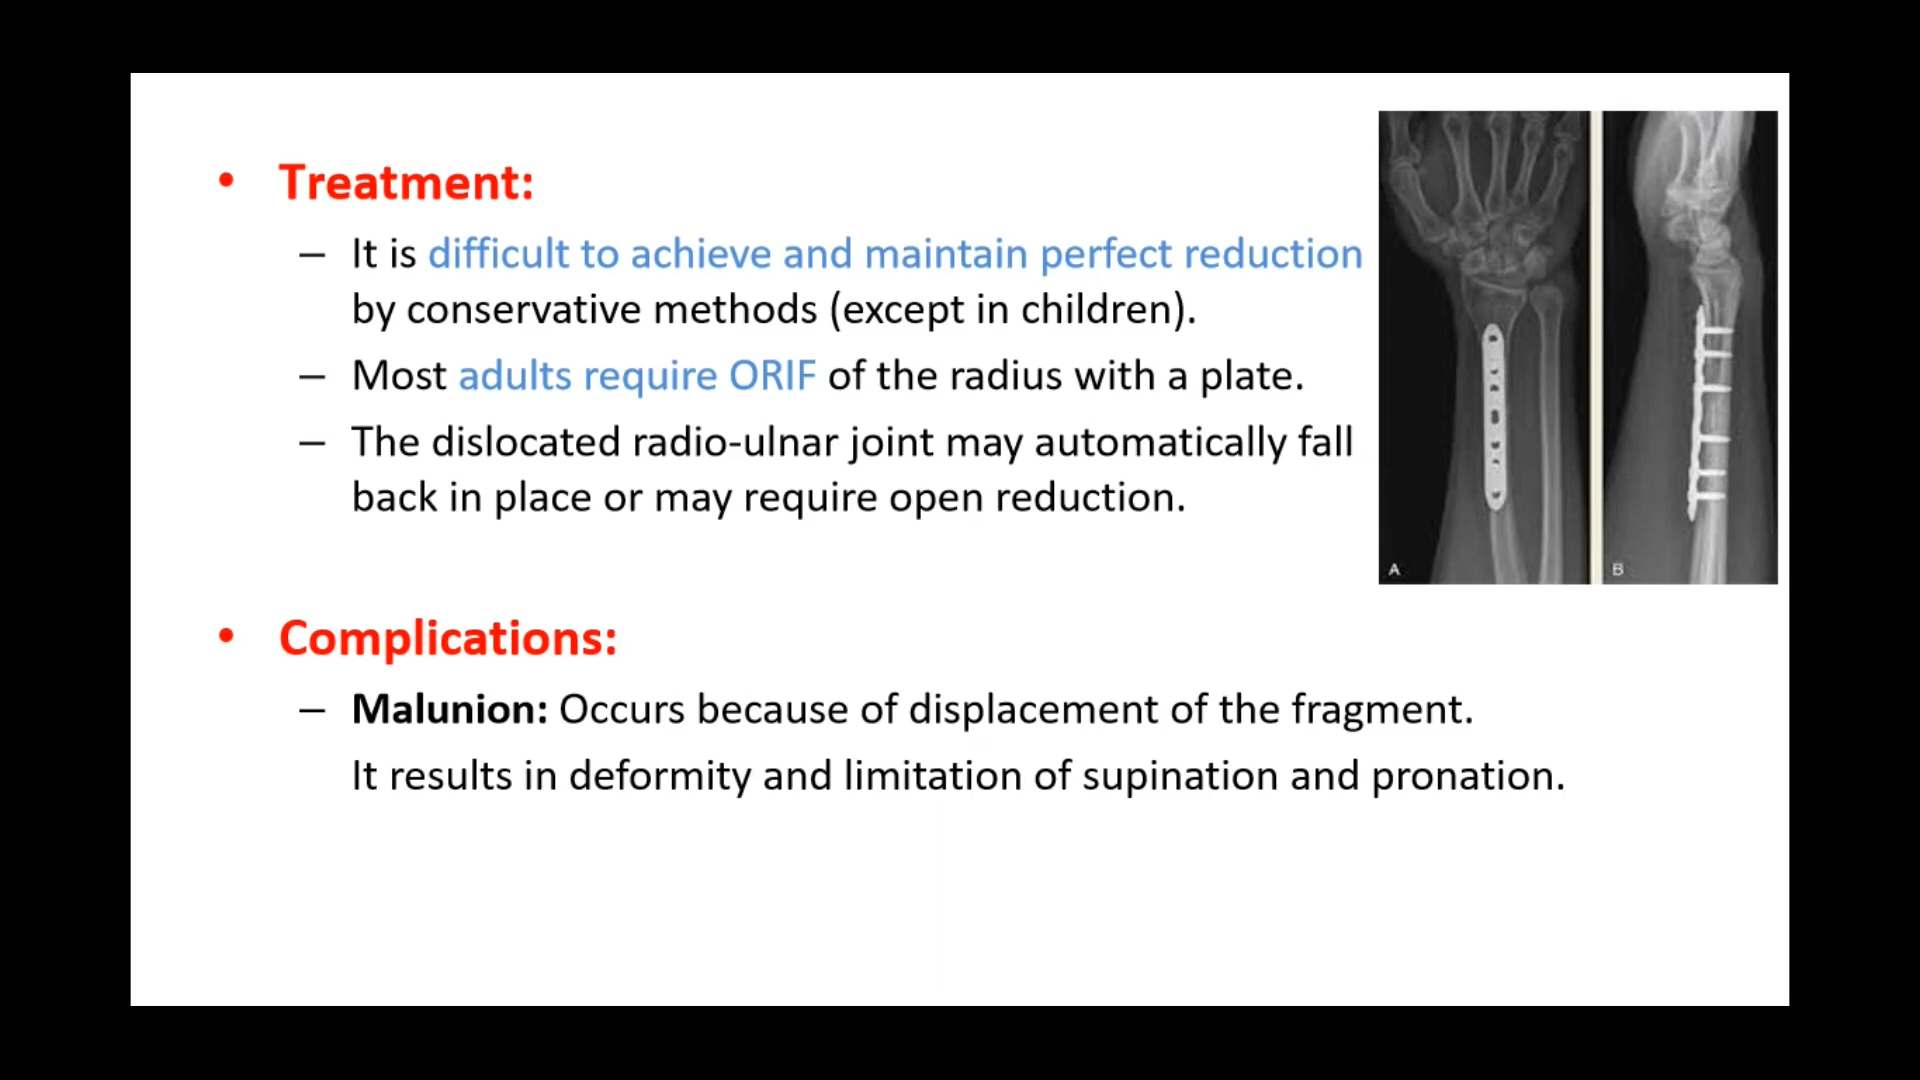 • Treatment:
– It is difficult to achieve and maintain perfect reduction
by conservative methods (except in children).
– Most adults require ORIF of the radius with a plate.
– The dislocated radio-ulnar joint may automatically fall
back in place or may require open reduction.
A
B
• Complications:
– Malunion: Occurs because of displacement of the fragment.
It results in deformity and limitation of supination and pronation.